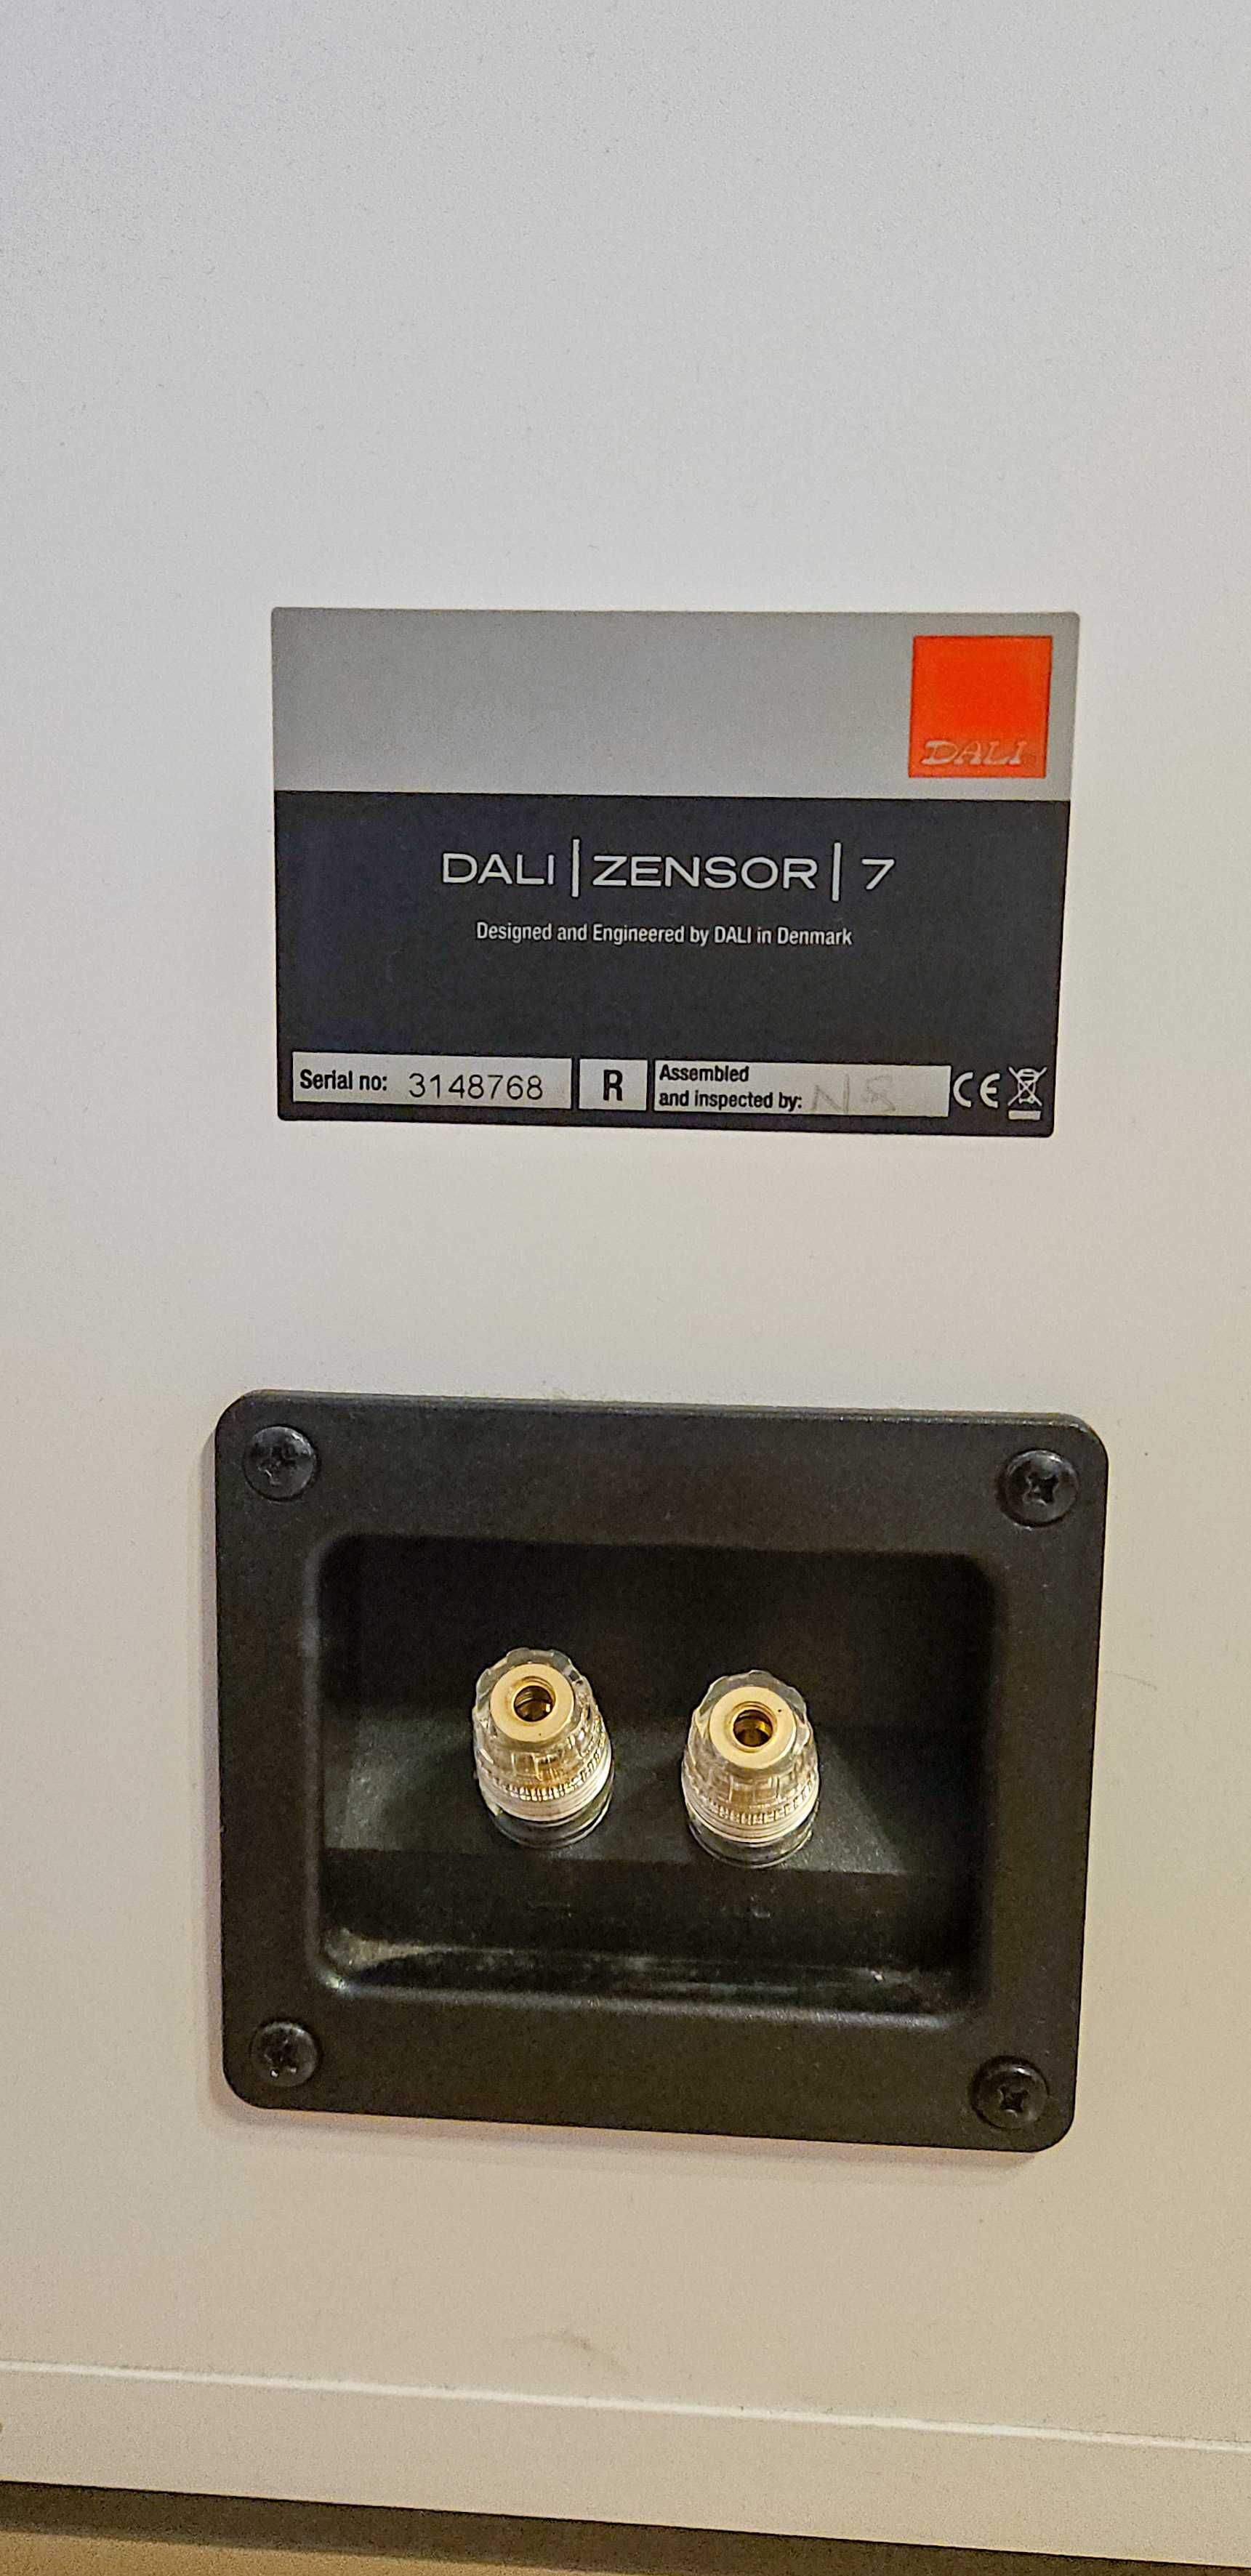 DALI
DALI | ZENSOR | 7
Designed and Engineered by DALI in Denmark
Serial no: 3148768
R
Assembled
and inspected by:
CE